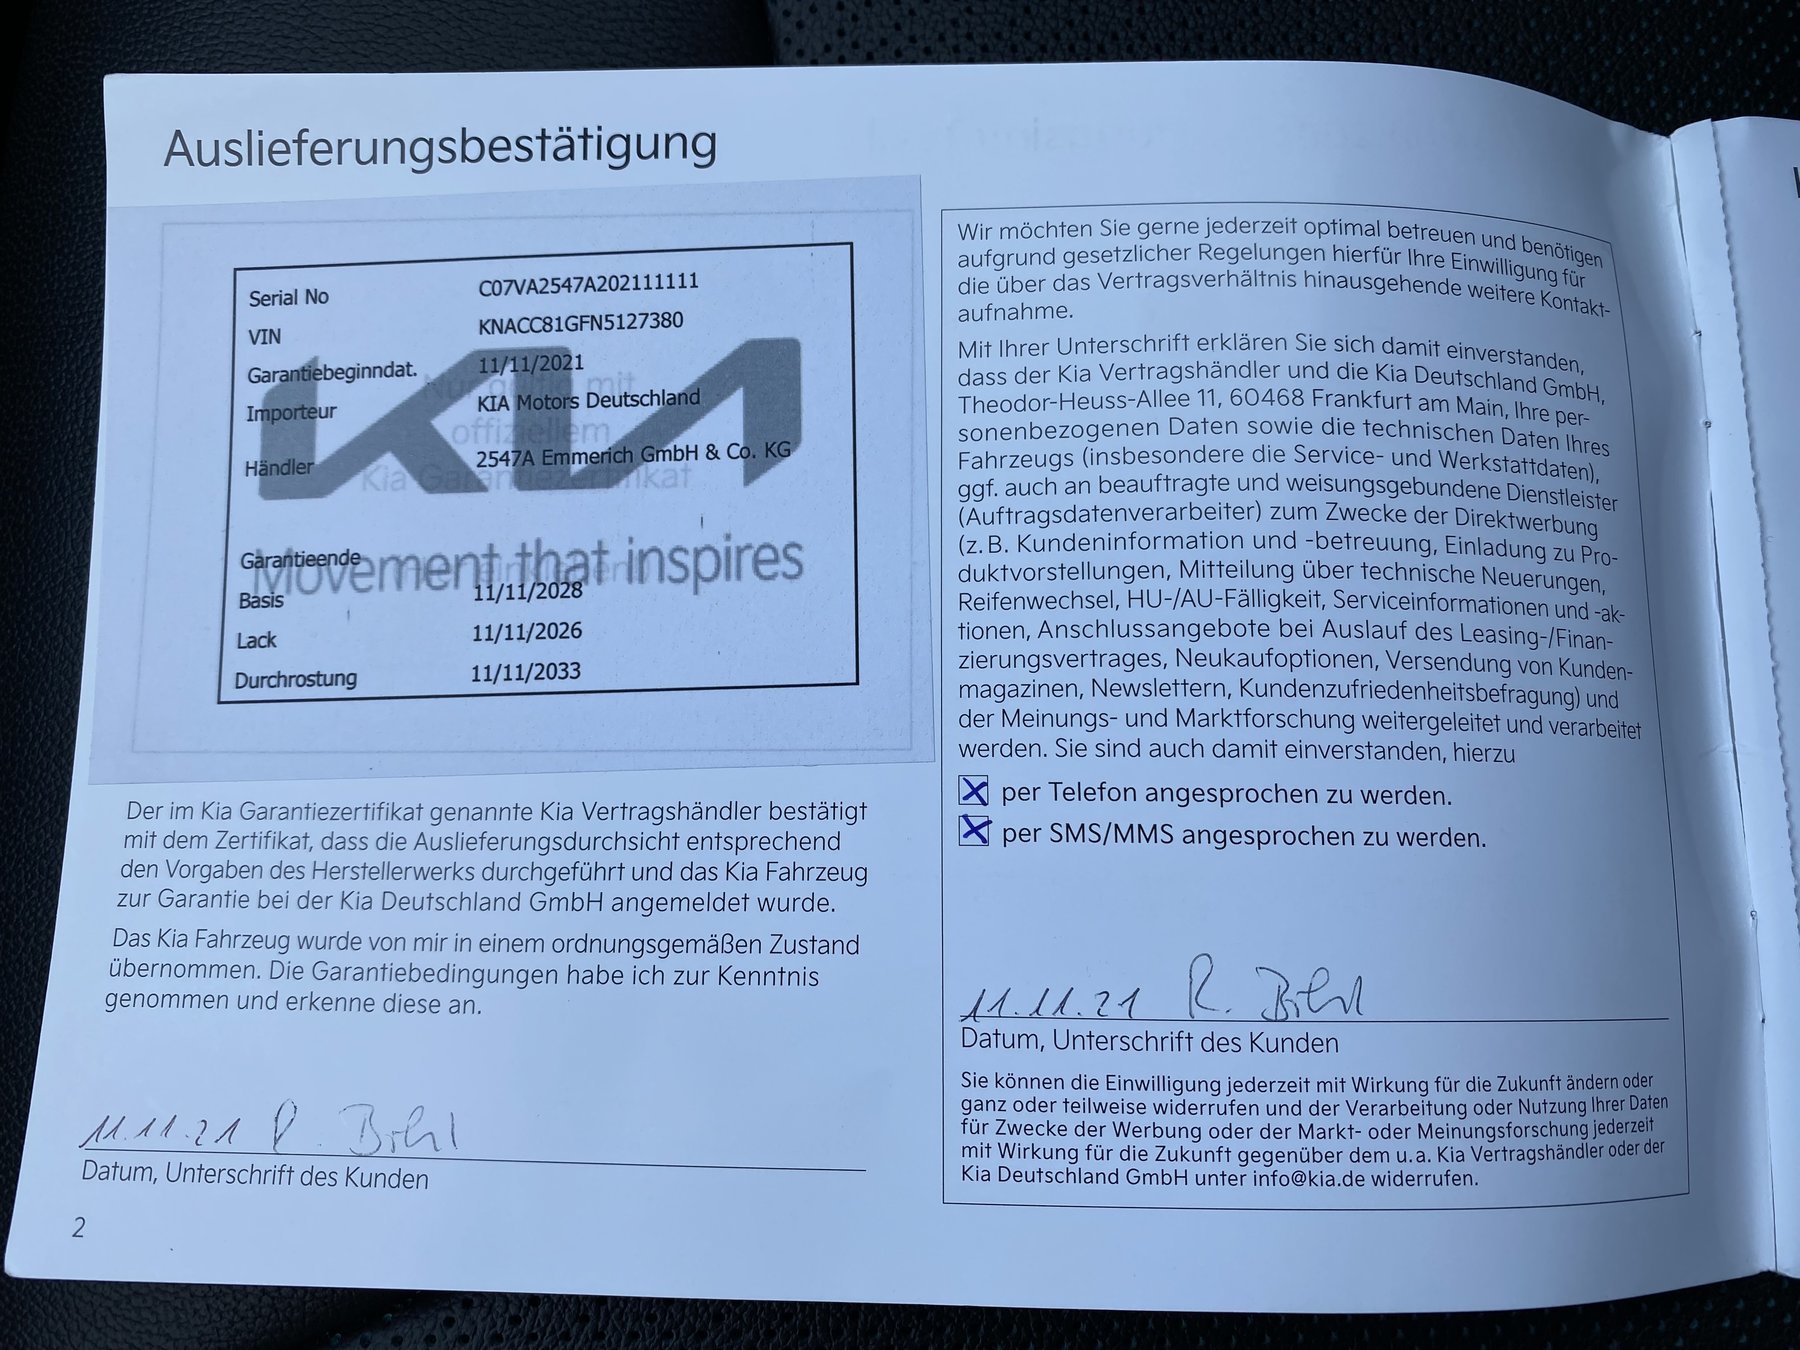 Auslieferungsbestätigung
Serial No C07VA2547A202111111
VIN KNACC81GFN5127380
Garantiebeginndat. 11/11/2021
Importeur KIA Motors Deutschland
Händler 2547A Emmerich GmbH & Co. KG
KIA
Nur gültig mit
offiziellem
Kia Garantiezertifikat
Movement that inspires
Garantieende
Basis 11/11/2028
Lack 11/11/2026
Durchrostung 11/11/2033
Der im Kia Garantiezertifikat genannte Kia Vertragshändler bestätigt
mit dem Zertifikat, dass die Auslieferungsdurchsicht entsprechend
den Vorgaben des Herstellerwerks durchgeführt und das Kia Fahrzeug
zur Garantie bei der Kia Deutschland GmbH angemeldet wurde.
Das Kia Fahrzeug wurde von mir in einem ordnungsgemäßen Zustand
übernommen. Die Garantiebedingungen habe ich zur Kenntnis
genommen und erkenne diese an.
11.11.21 R.
Datum, Unterschrift des Kunden
2
Wir möchten Sie gerne jederzeit optimal betreuen und benötigen
aufgrund gesetzlicher Regelungen hierfür Ihre Einwilligung für
die über das Vertragsverhältnis hinausgehende weitere Kontakt-
aufnahme.
Mit Ihrer Unterschrift erklären Sie sich damit einverstanden,
dass der Kia Vertragshändler und die Kia Deutschland GmbH,
Theodor-Heuss-Allee 11, 60468 Frankfurt am Main, Ihre per-
sonenbezogenen Daten sowie die technischen Daten Ihres
Fahrzeugs (insbesondere die Service- und Werkstattdaten),
ggf. auch an beauftragte und weisungsgebundene Dienstleister
(Auftragsdatenverarbeiter) zum Zwecke der Direktwerbung
(z. B. Kundeninformation und -betreuung, Einladung zu Pro-
duktvorstellungen, Mitteilung über technische Neuerungen,
Reifenwechsel, HU-/AU-Fälligkeit, Serviceinformationen und -ak-
tionen, Anschlussangebote bei Auslauf des Leasing-/Finan-
zierungsvertrages, Neukaufoptionen, Versendung von Kunden-
magazinen, Newslettern, Kundenzufriedenheitsbefragung) und
der Meinungs- und Marktforschung weitergeleitet und verarbeitet
werden. Sie sind auch damit einverstanden, hierzu
per Telefon angesprochen zu werden.
per SMS/MMS angesprochen zu werden.
11.11.21 R.
Datum, Unterschrift des Kunden
Sie können die Einwilligung jederzeit mit Wirkung für die Zukunft ändern oder
ganz oder teilweise widerrufen und der Verarbeitung oder Nutzung Ihrer Daten
für Zwecke der Werbung oder der Markt- oder Meinungsforschung jederzeit
mit Wirkung für die Zukunft gegenüber dem u.a. Kia Vertragshändler oder der
Kia Deutschland GmbH unter info@kia.de widerrufen.